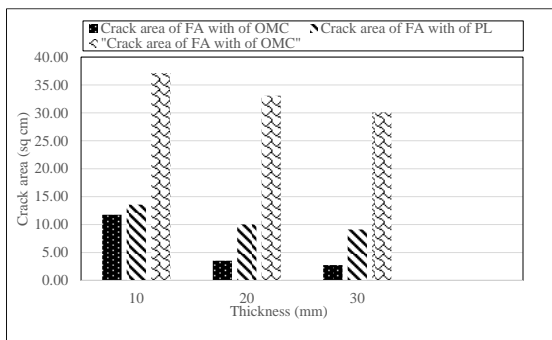 Crack area of FA with of OMC Crack area of FA with of PL
"Crack area of FA with of OMC"
40.00
35.00
30.00
25.00
20.00
15.00
10.00
5.00
0.00
Crack area (sq cm)
10 20 30
Thickness (mm)